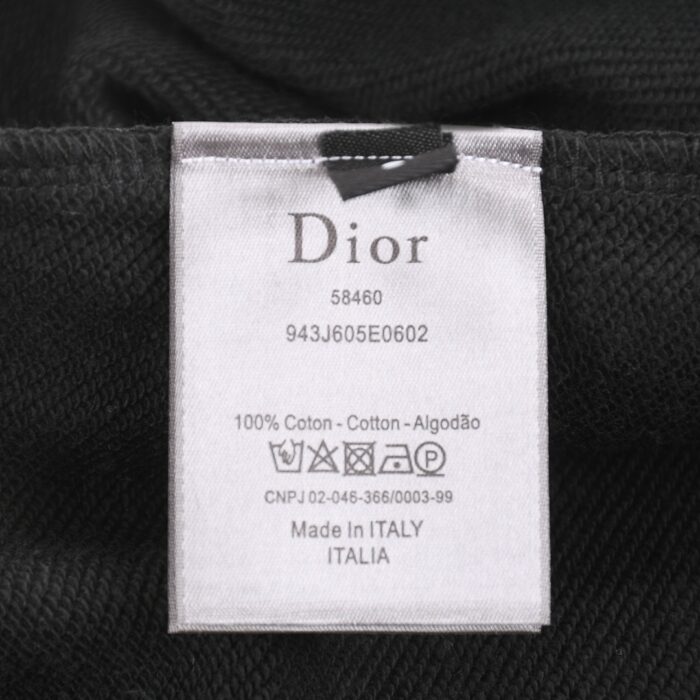 Dior
58460
943J605E0602
100% Coton - Cotton - Algodão
P
CNPJ 02-046-366/0003-99
Made In ITALY
ITALIA